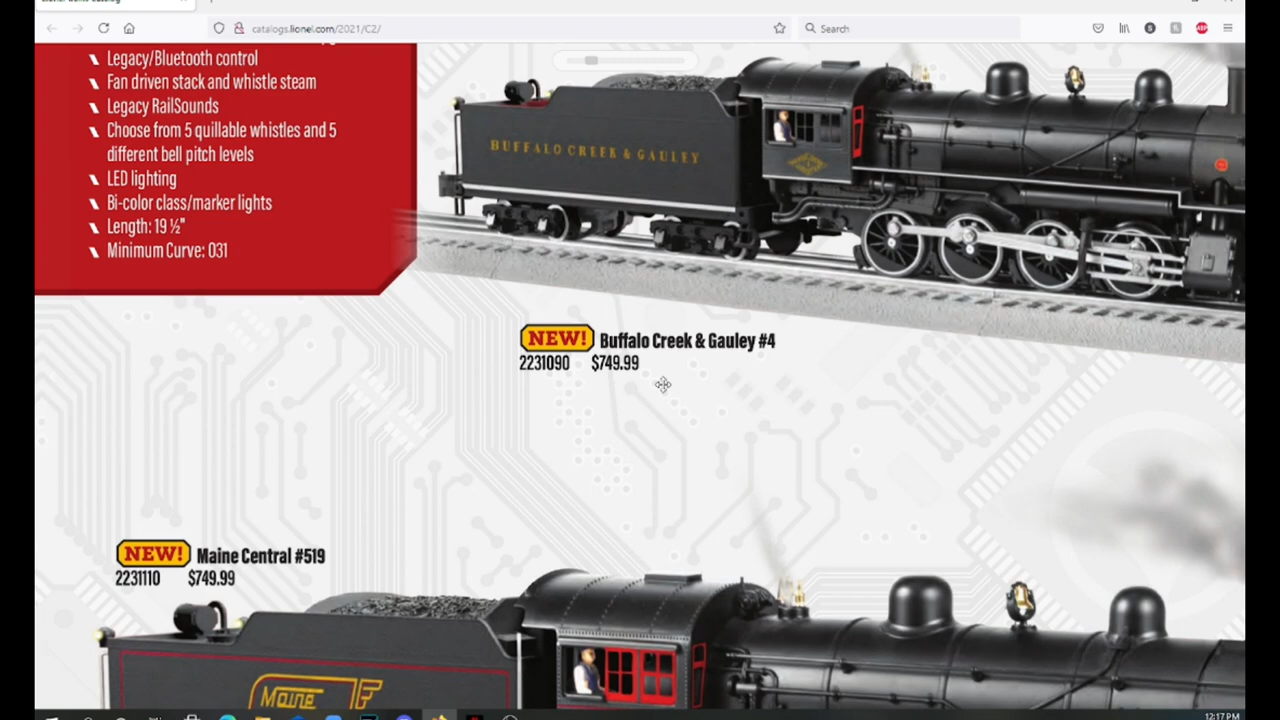 catalogs.lionel.com/2021/C2/
Search
Legacy/Bluetooth control
Fan driven stack and whistle steam
Legacy RailSounds
Choose from 5 quillable whistles and 5
different bell pitch levels
LED lighting
Bi-color class/marker lights
Length: 19 ½"
Minimum Curve: O31
BUFFALO CREEK & GAULEY
NEW! Buffalo Creek & Gauley #4
2231090 $749.99
NEW! Maine Central #519
2231110 $749.99
Maine
12:17 PM